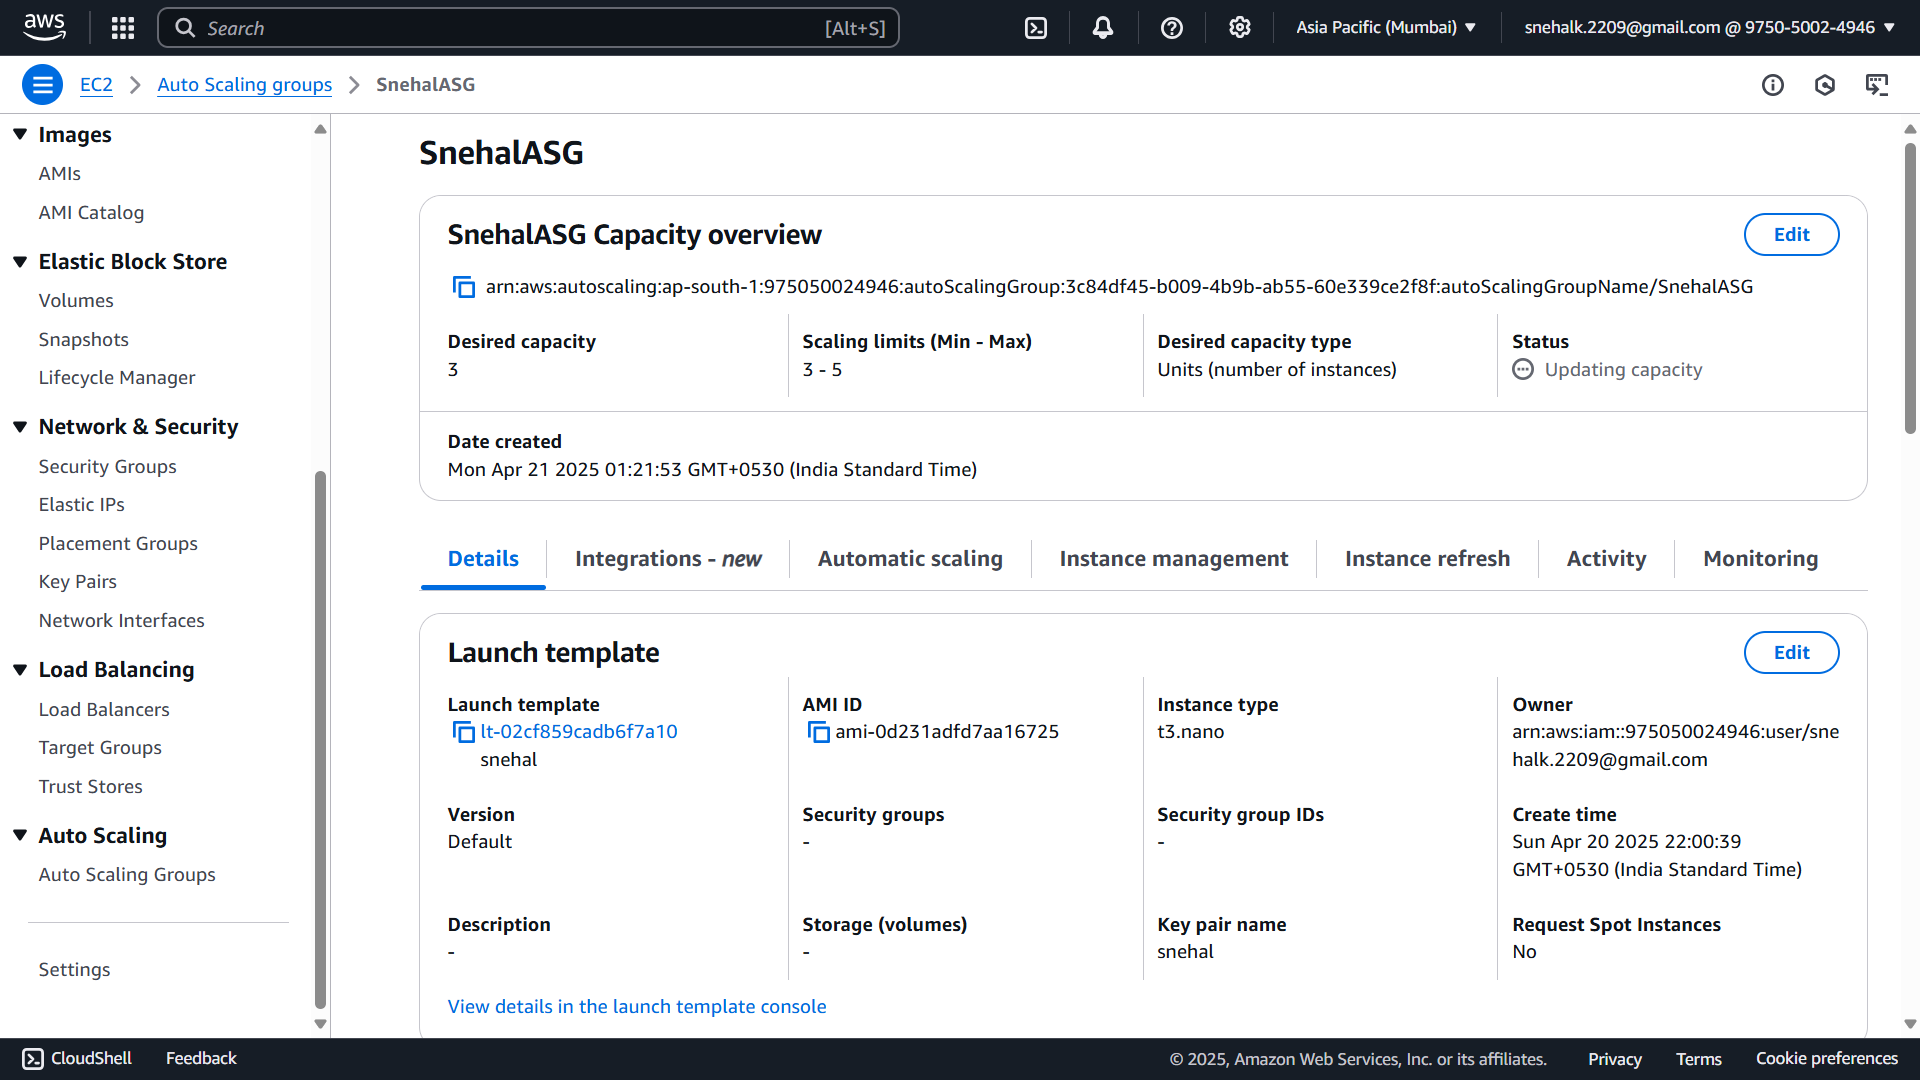 aws
Search [Alt+S]
Asia Pacific (Mumbai)
snehalk.2209@gmail.com @ 9750-5002-4946
EC2
Auto Scaling groups
SnehalASG
Images
AMIs
AMI Catalog
Elastic Block Store
Volumes
Snapshots
Lifecycle Manager
Network & Security
Security Groups
Elastic IPs
Placement Groups
Key Pairs
Network Interfaces
Load Balancing
Load Balancers
Target Groups
Trust Stores
Auto Scaling
Auto Scaling Groups
Settings
SnehalASG
SnehalASG Capacity overview
Edit
arn:aws:autoscaling:ap-south-1:975050024946:autoScalingGroup:3c84df45-b009-4b9b-ab55-60e339ce2f8f:autoScalingGroupName/SnehalASG
Desired capacity
3
Scaling limits (Min - Max)
3 - 5
Desired capacity type
Units (number of instances)
Status
Updating capacity
Date created
Mon Apr 21 2025 01:21:53 GMT+0530 (India Standard Time)
Details
Integrations - new
Automatic scaling
Instance management
Instance refresh
Activity
Monitoring
Launch template
Edit
Launch template
lt-02cf859cadb6f7a10
snehal
AMI ID
ami-0d231adfd7aa16725
Instance type
t3.nano
Owner
arn:aws:iam::975050024946:user/sne
halk.2209@gmail.com
Version
Default
Security groups
-
Security group IDs
-
Create time
Sun Apr 20 2025 22:00:39
GMT+0530 (India Standard Time)
Description
-
Storage (volumes)
-
Key pair name
snehal
Request Spot Instances
No
View details in the launch template console
CloudShell
Feedback
© 2025, Amazon Web Services, Inc. or its affiliates.
Privacy
Terms
Cookie preferences